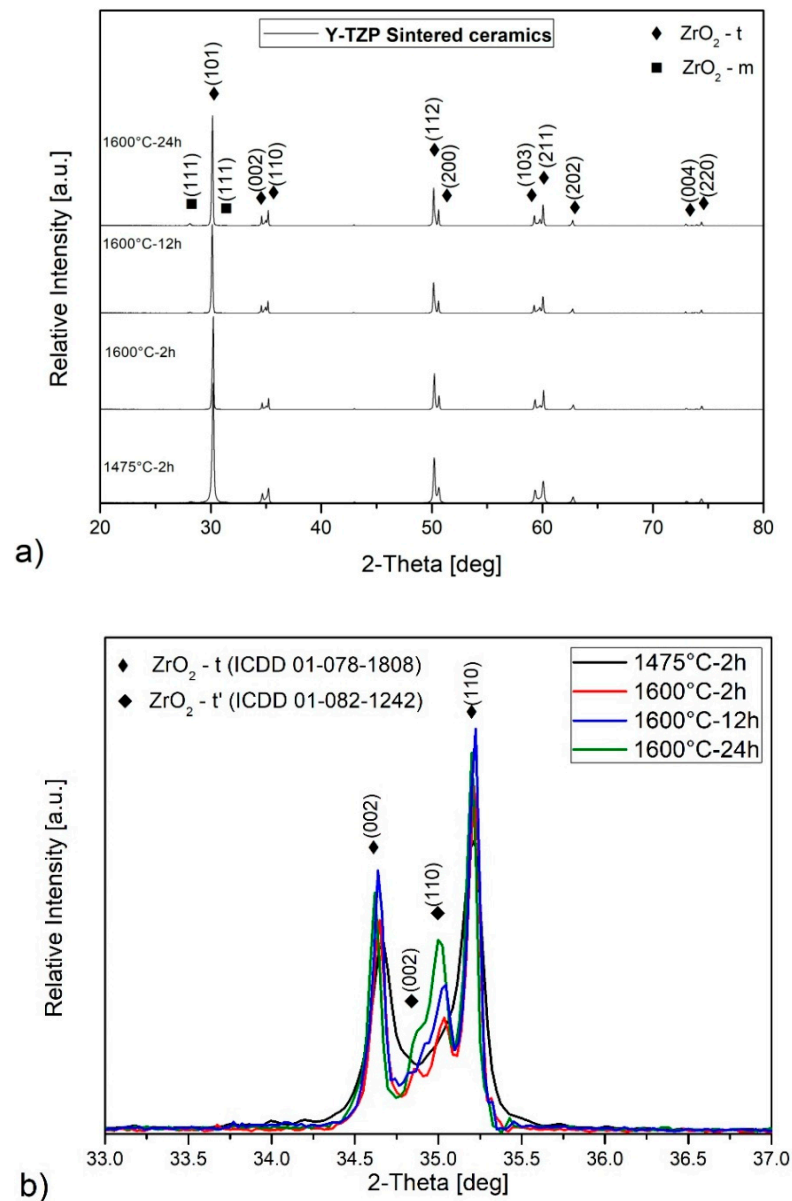 Y-TZP Sintered ceramics
◆ ZrO2 - t
■ ZrO2 - m
(101)
(111)
(111)
(002)
(110)
(112)
(200)
(103)
(211)
(202)
(004)
(220)
1600°C-24h
1600°C-12h
1600°C-2h
1475°C-2h
Relative Intensity [a.u.]
20 30 40 50 60 70 80
2-Theta [deg]
a)
◆ ZrO2 - t (ICDD 01-078-1808)
◆ ZrO2 - t' (ICDD 01-082-1242)
1475°C-2h
1600°C-2h
1600°C-12h
1600°C-24h
(002)
(002)
(110)
(110)
Relative Intensity [a.u.]
33.0 33.5 34.0 34.5 35.0 35.5 36.0 36.5 37.0
2-Theta [deg]
b)